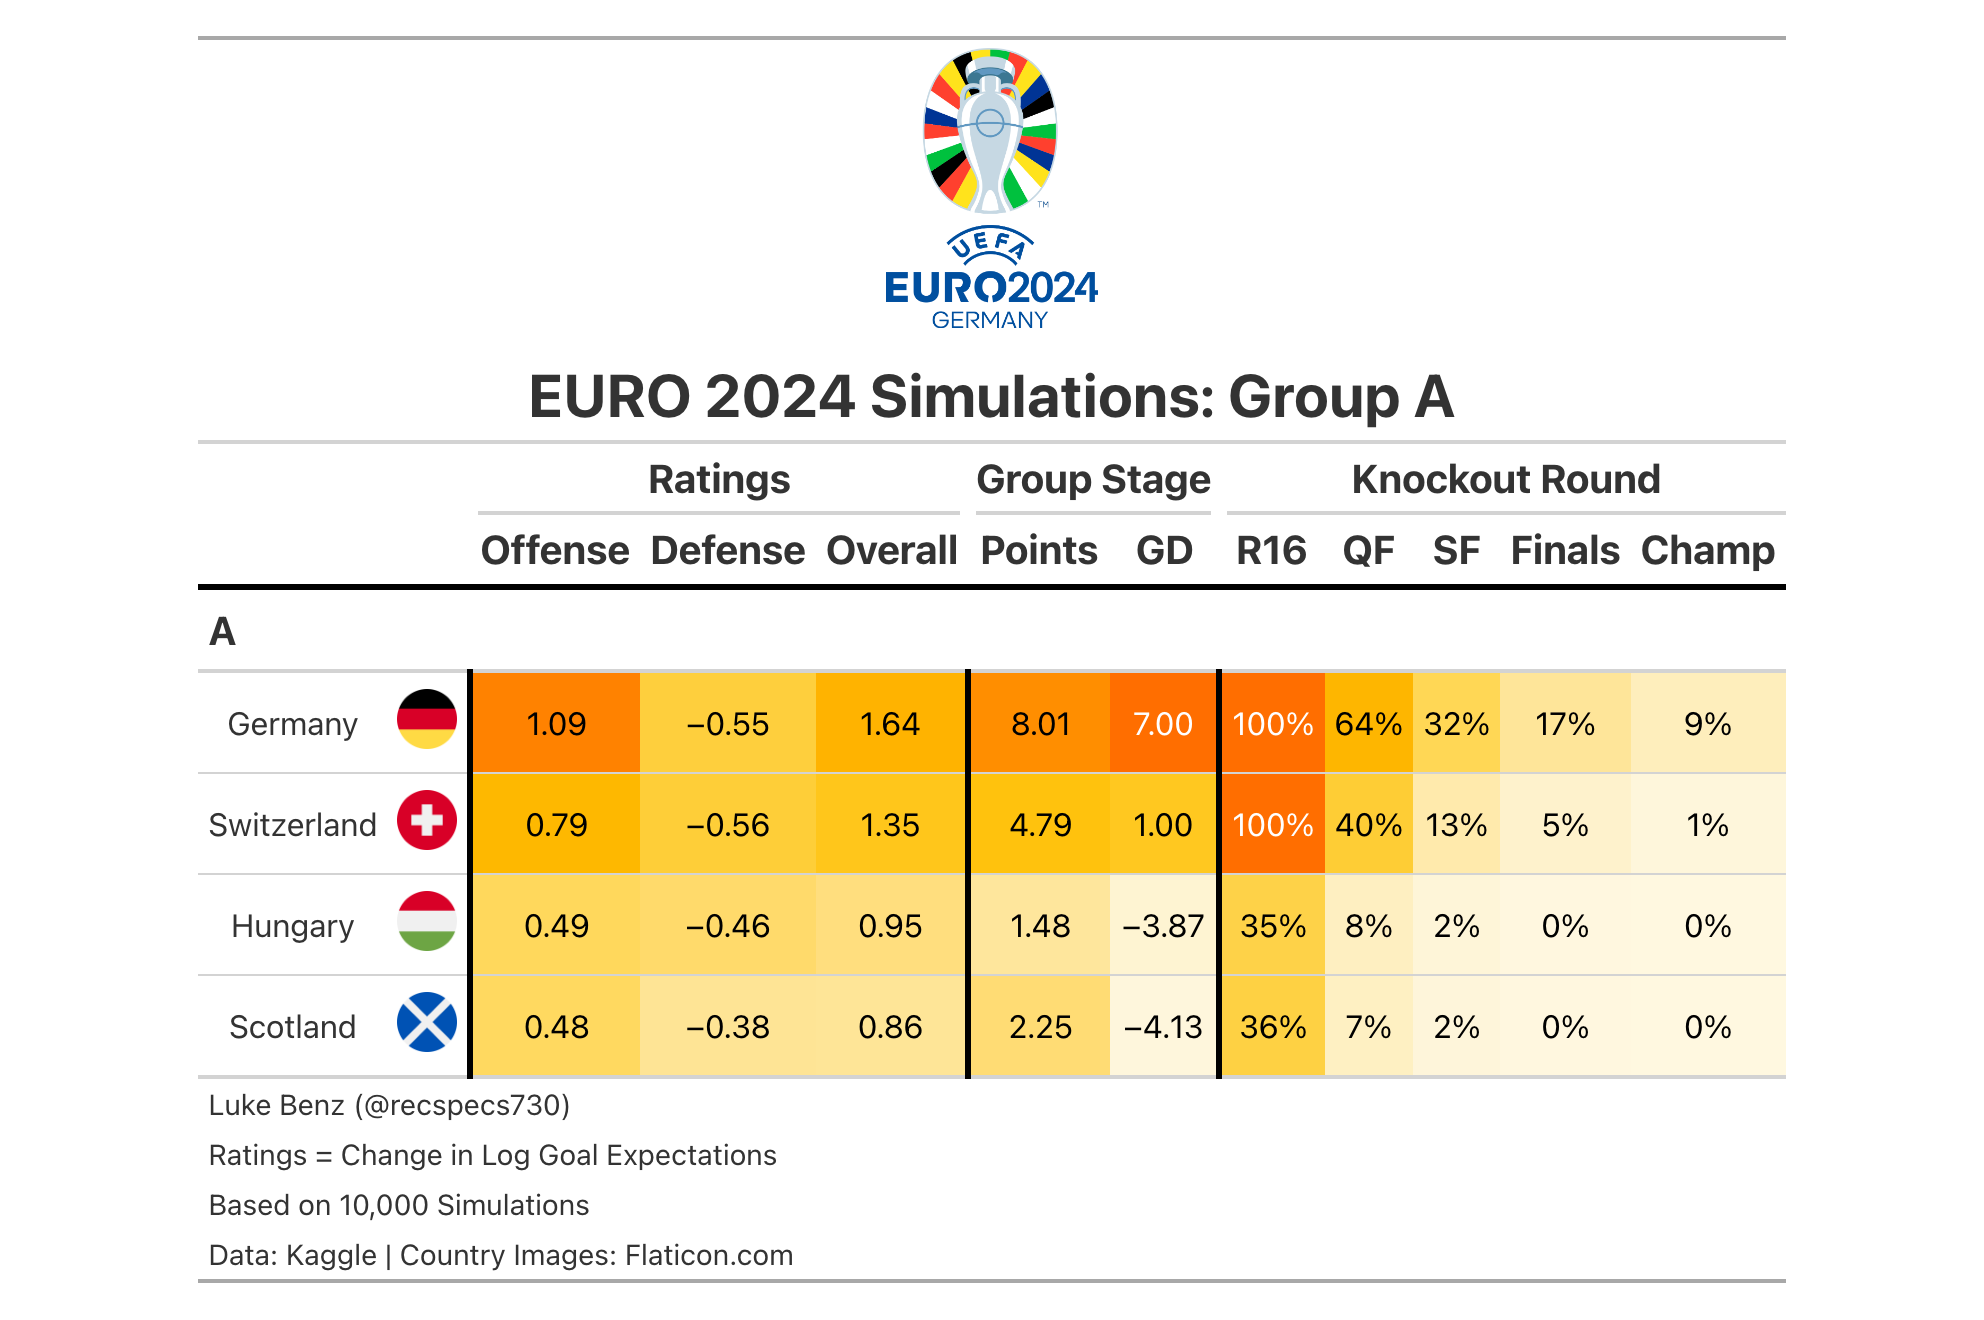 TM
UEFA
EURO2024
GERMANY
EURO 2024 Simulations: Group A
Ratings Group Stage Knockout Round
Offense Defense Overall Points GD R16 QF SF Finals Champ
A
Germany 1.09 −0.55 1.64 8.01 7.00 100% 64% 32% 17% 9%
Switzerland 0.79 −0.56 1.35 4.79 1.00 100% 40% 13% 5% 1%
Hungary 0.49 −0.46 0.95 1.48 −3.87 35% 8% 2% 0% 0%
Scotland 0.48 −0.38 0.86 2.25 −4.13 36% 7% 2% 0% 0%
Luke Benz (@recspecs730)
Ratings = Change in Log Goal Expectations
Based on 10,000 Simulations
Data: Kaggle | Country Images: Flaticon.com